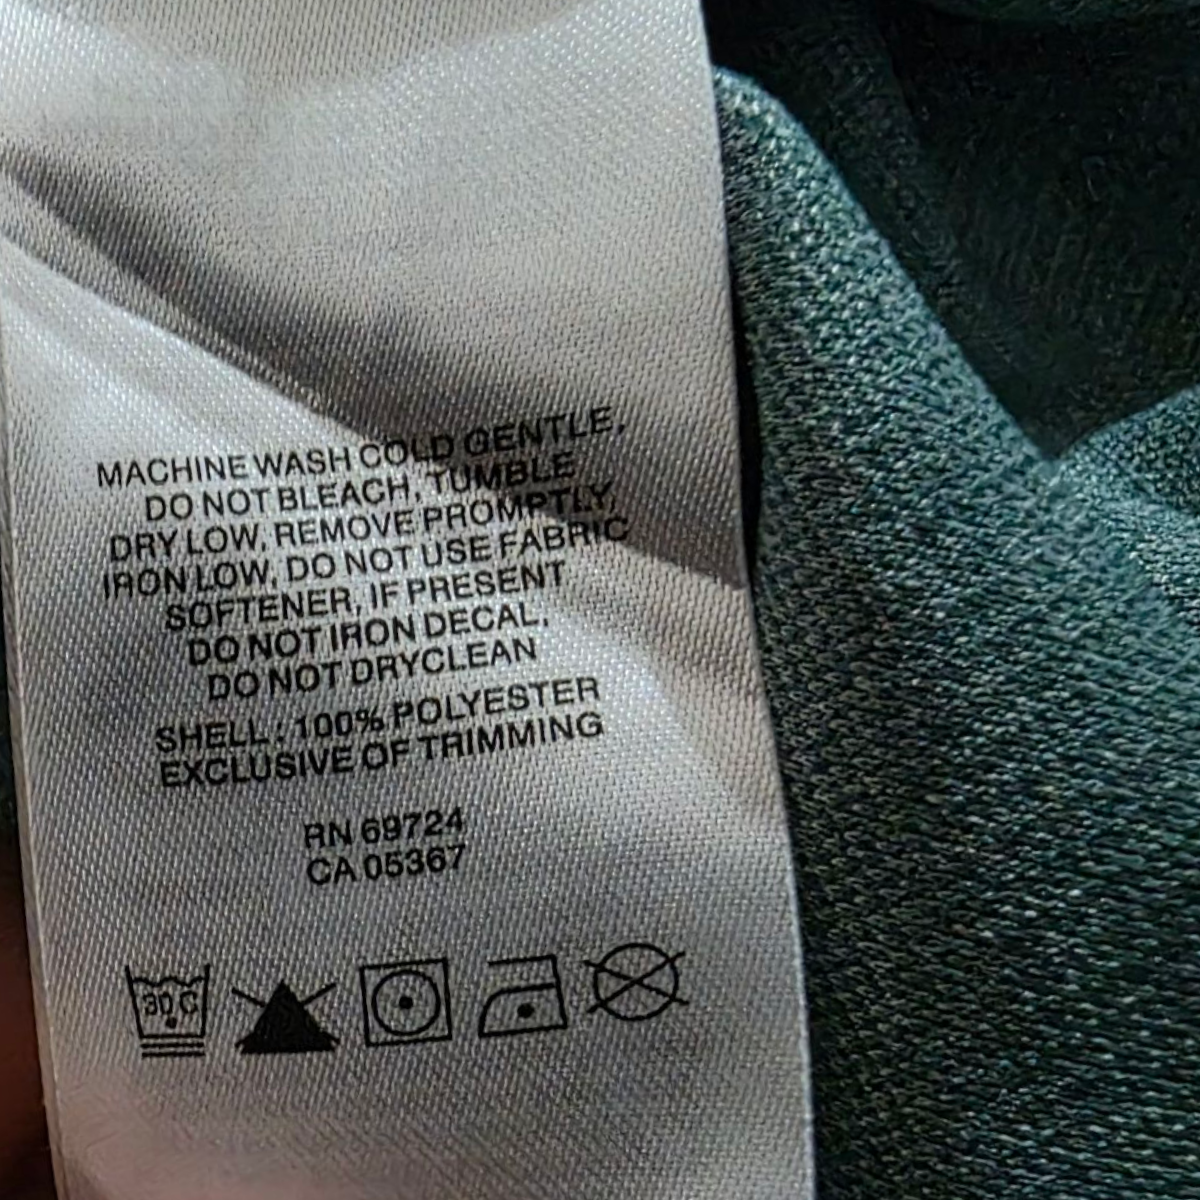 MACHINE WASH COLD GENTLE,
DO NOT BLEACH, TUMBLE
DRY LOW, REMOVE PROMPTLY,
IRON LOW, DO NOT USE FABRIC
SOFTENER, IF PRESENT
DO NOT IRON DECAL,
DO NOT DRYCLEAN
SHELL : 100% POLYESTER
EXCLUSIVE OF TRIMMING
RN 69724
CA 05367
30 C